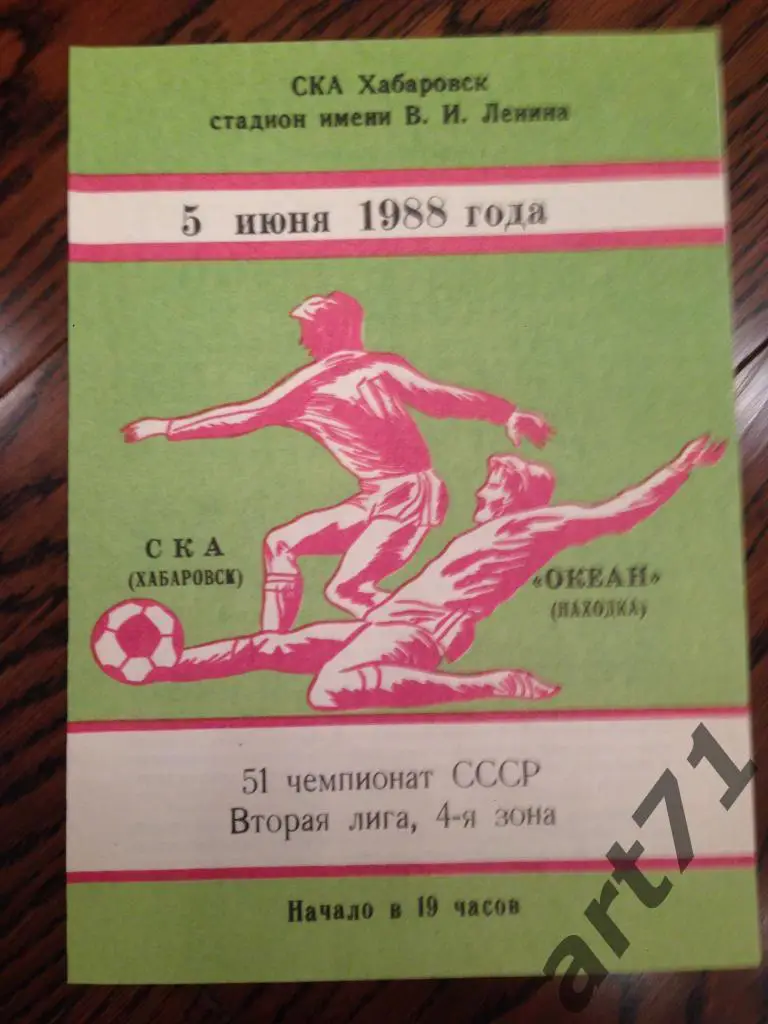 СКА Хабаровск
стадион имени В. И. Ленина
5 июня 1988 года
СКА
(ХАБАРОВСК)
«ОКЕАН»
(НАХОДКА)
51 чемпионат СССР
Вторая лига, 4-я зона
Начало в 19 часов
art71